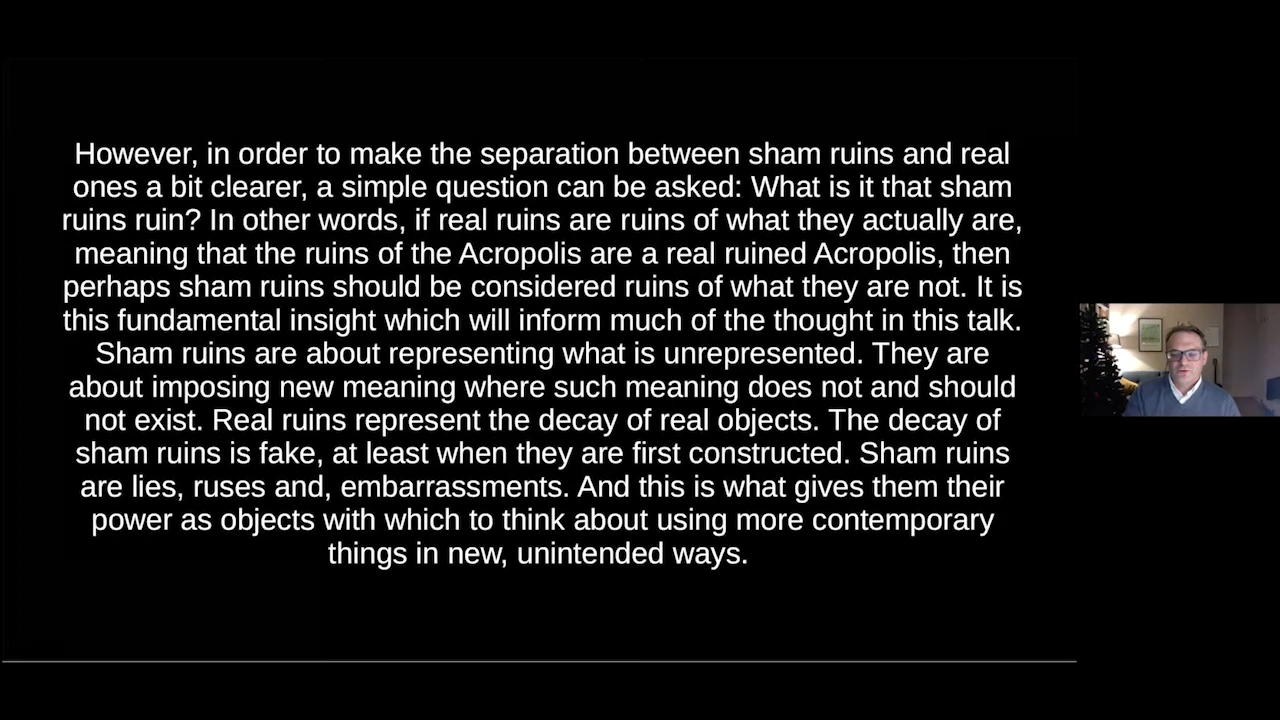 However, in order to make the separation between sham ruins and real
ones a bit clearer, a simple question can be asked: What is it that sham
ruins ruin? In other words, if real ruins are ruins of what they actually are,
meaning that the ruins of the Acropolis are a real ruined Acropolis, then
perhaps sham ruins should be considered ruins of what they are not. It is
this fundamental insight which will inform much of the thought in this talk.
Sham ruins are about representing what is unrepresented. They are
about imposing new meaning where such meaning does not and should
not exist. Real ruins represent the decay of real objects. The decay of
sham ruins is fake, at least when they are first constructed. Sham ruins
are lies, ruses and, embarrassments. And this is what gives them their
power as objects with which to think about using more contemporary
things in new, unintended ways.